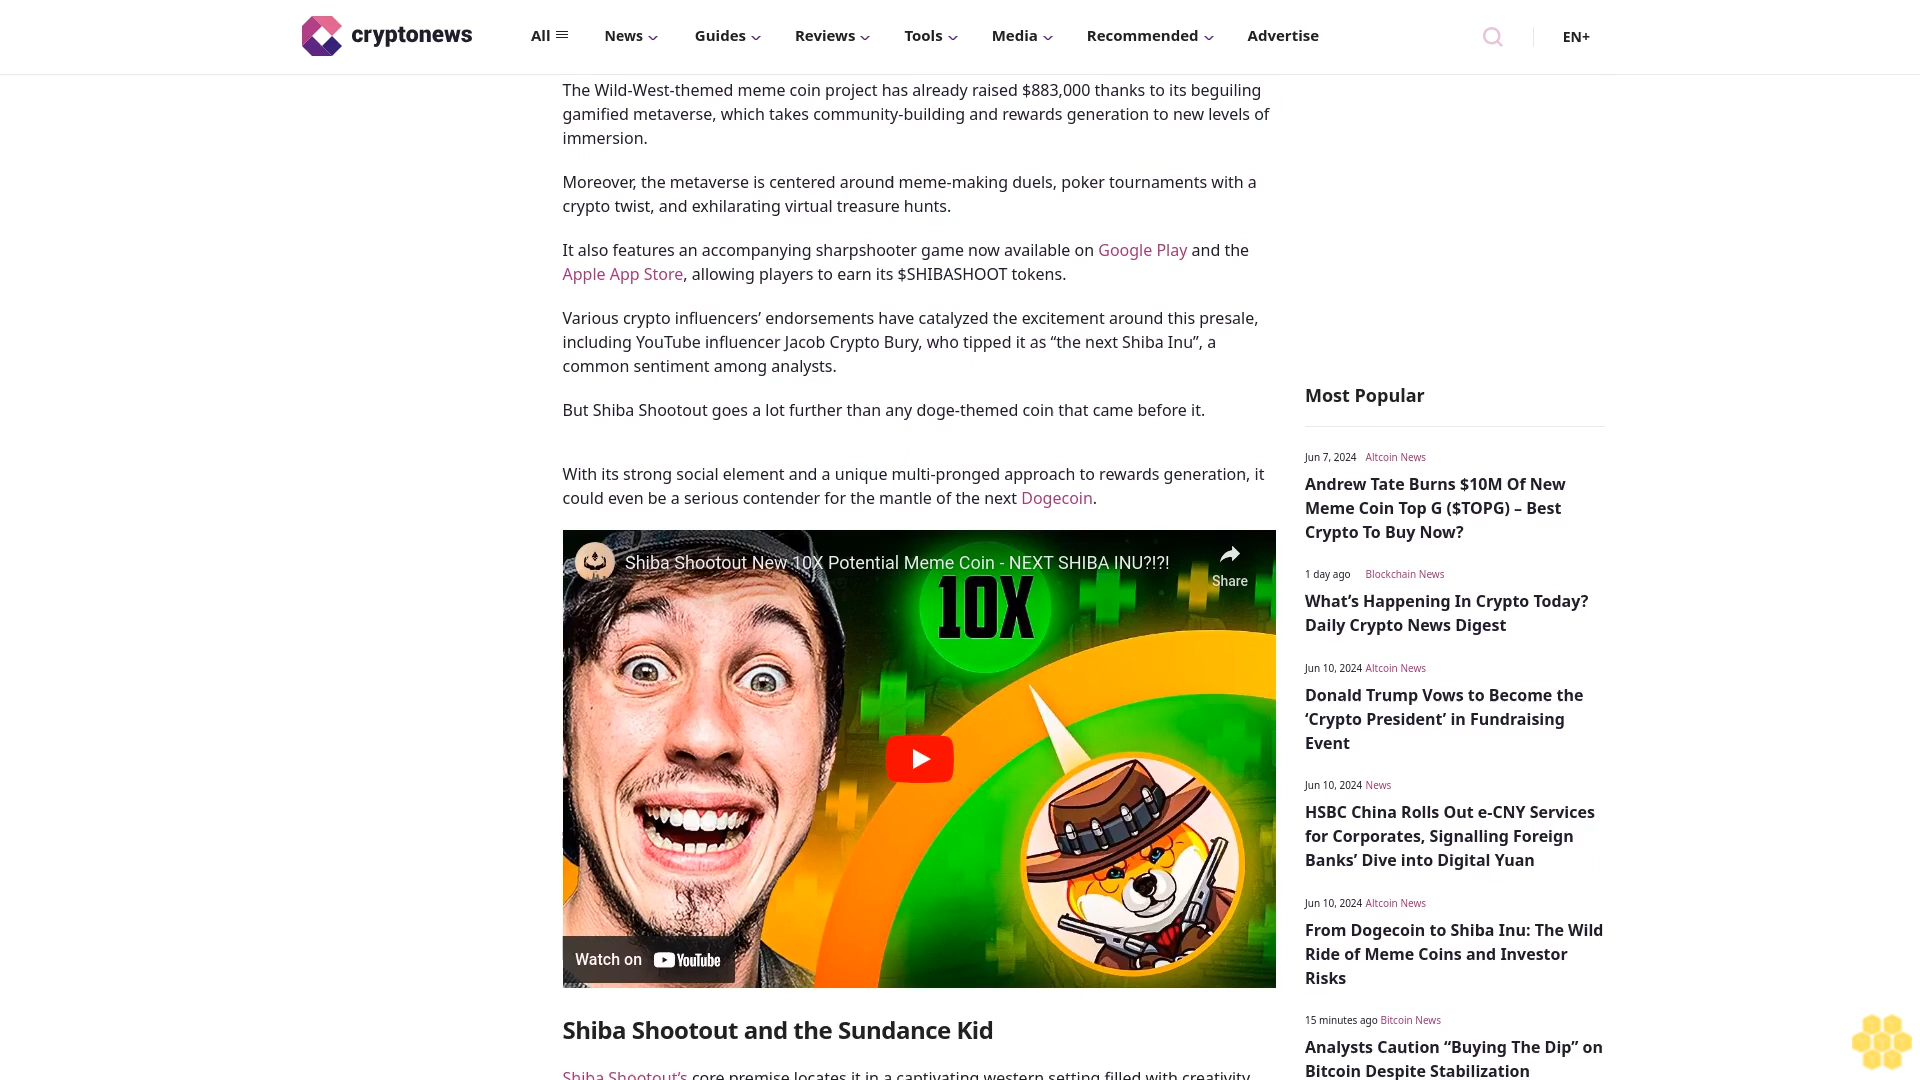 cryptonews
All
News
Guides
Reviews
Tools
Media
Recommended
Advertise
EN+
The Wild-West-themed meme coin project has already raised $883,000 thanks to its beguiling
gamified metaverse, which takes community-building and rewards generation to new levels of
immersion.
Moreover, the metaverse is centered around meme-making duels, poker tournaments with a
crypto twist, and exhilarating virtual treasure hunts.
It also features an accompanying sharpshooter game now available on Google Play and the
Apple App Store, allowing players to earn its $SHIBASHOOT tokens.
Various crypto influencers’ endorsements have catalyzed the excitement around this presale,
including YouTube influencer Jacob Crypto Bury, who tipped it as “the next Shiba Inu”, a
common sentiment among analysts.
But Shiba Shootout goes a lot further than any doge-themed coin that came before it.
With its strong social element and a unique multi-pronged approach to rewards generation, it
could even be a serious contender for the mantle of the next Dogecoin.
Shiba Shootout New 10X Potential Meme Coin - NEXT SHIBA INU?!?!
Share
10X
Watch on YouTube
Shiba Shootout and the Sundance Kid
Shiba Shootout’s core premise locates it in a captivating western setting filled with creativity,
Most Popular
Jun 7, 2024 Altcoin News
Andrew Tate Burns $10M Of New
Meme Coin Top G ($TOPG) – Best
Crypto To Buy Now?
1 day ago Blockchain News
What’s Happening In Crypto Today?
Daily Crypto News Digest
Jun 10, 2024 Altcoin News
Donald Trump Vows to Become the
‘Crypto President’ in Fundraising
Event
Jun 10, 2024 News
HSBC China Rolls Out e-CNY Services
for Corporates, Signalling Foreign
Banks’ Dive into Digital Yuan
Jun 10, 2024 Altcoin News
From Dogecoin to Shiba Inu: The Wild
Ride of Meme Coins and Investor
Risks
15 minutes ago Bitcoin News
Analysts Caution “Buying The Dip” on
Bitcoin Despite Stabilization